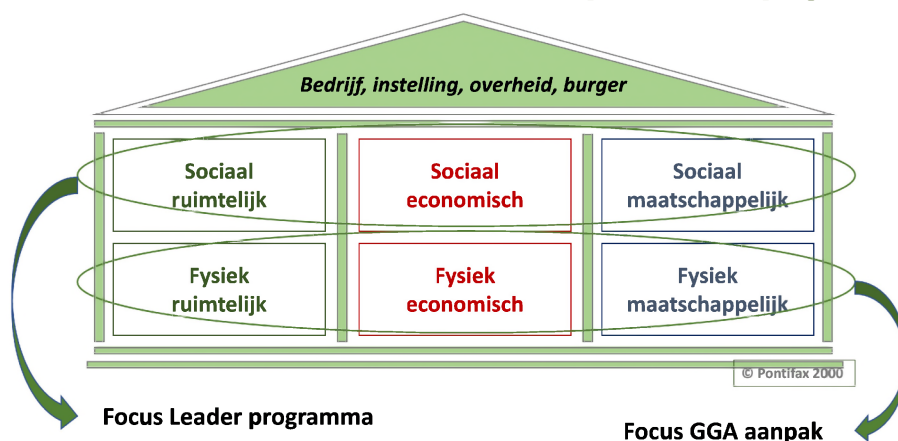 Bedrijf, instelling, overheid, burger
Sociaal
ruimtelijk
Sociaal
economisch
Sociaal
maatschappelijk
Fysiek
ruimtelijk
Fysiek
economisch
Fysiek
maatschappelijk
© Pontifax 2000
Focus Leader programma
Focus GGA aanpak